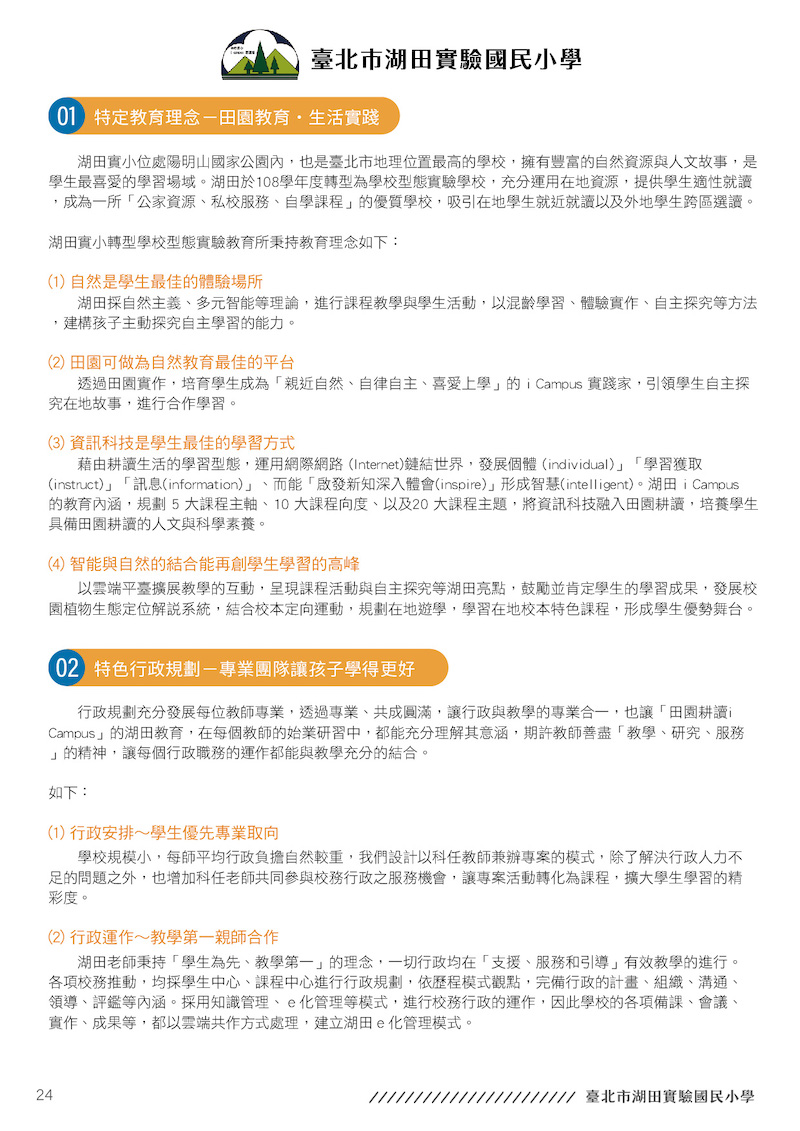 臺北市湖田實驗國民小學
01 特定教育理念－田園教育・生活實踐
湖田實小位處陽明山國家公園內，也是臺北市地理位置最高的學校，擁有豐富的自然資源與人文故事，是
學生最喜愛的學習場域。湖田於108學年度轉型為學校型態實驗學校，充分運用在地資源，提供學生適性就讀
，成為一所「公家資源、私校服務、自學課程」的優質學校，吸引在地學生就近就讀以及外地學生跨區選讀。
湖田實小轉型學校型態實驗教育所秉持教育理念如下：
(1) 自然是學生最佳的體驗場所
湖田採自然主義、多元智能等理論，進行課程教學與學生活動，以混齡學習、體驗實作、自主探究等方法
，建構孩子主動探究自主學習的能力。
(2) 田園可做為自然教育最佳的平台
透過田園實作，培育學生成為「親近自然、自律自主、喜愛上學」的 i Campus 實踐家，引領學生自主探
究在地故事，進行合作學習。
(3) 資訊科技是學生最佳的學習方式
藉由耕讀生活的學習型態，運用網際網路 (Internet)鏈結世界，發展個體 (individual)」「學習獲取
(instruct)」「訊息(information)」、而能「啟發新知深入體會(inspire)」形成智慧(intelligent)。湖田 i Campus
的教育內涵，規劃 5 大課程主軸、10 大課程向度、以及20 大課程主題，將資訊科技融入田園耕讀，培養學生
具備田園耕讀的人文與科學素養。
(4) 智能與自然的結合能再創學生學習的高峰
以雲端平臺擴展教學的互動，呈現課程活動與自主探究等湖田亮點，鼓勵並肯定學生的學習成果，發展校
園植物生態定位解說系統，結合校本定向運動，規劃在地遊學，學習在地校本特色課程，形成學生優勢舞台。
02 特色行政規劃－專業團隊讓孩子學得更好
行政規劃充分發展每位教師專業，透過專業、共成圓滿，讓行政與教學的專業合一，也讓「田園耕讀i
Campus」的湖田教育，在每個教師的始業研習中，都能充分理解其意涵，期許教師善盡「教學、研究、服務
」的精神，讓每個行政職務的運作都能與教學充分的結合。
如下：
(1) 行政安排～學生優先專業取向
學校規模小，每師平均行政負擔自然較重，我們設計以科任教師兼辦專案的模式，除了解決行政人力不
足的問題之外，也增加科任老師共同參與校務行政之服務機會，讓專案活動轉化為課程，擴大學生學習的精
彩度。
(2) 行政運作～教學第一親師合作
湖田老師秉持「學生為先、教學第一」的理念，一切行政均在「支援、服務和引導」有效教學的進行。
各項校務推動，均採學生中心、課程中心進行行政規劃，依歷程模式觀點，完備行政的計畫、組織、溝通、
領導、評鑑等內涵。採用知識管理、ｅ化管理等模式，進行校務行政的運作，因此學校的各項備課、會議、
實作、成果等，都以雲端共作方式處理，建立湖田ｅ化管理模式。
24
///////////////////////// 臺北市湖田實驗國民小學